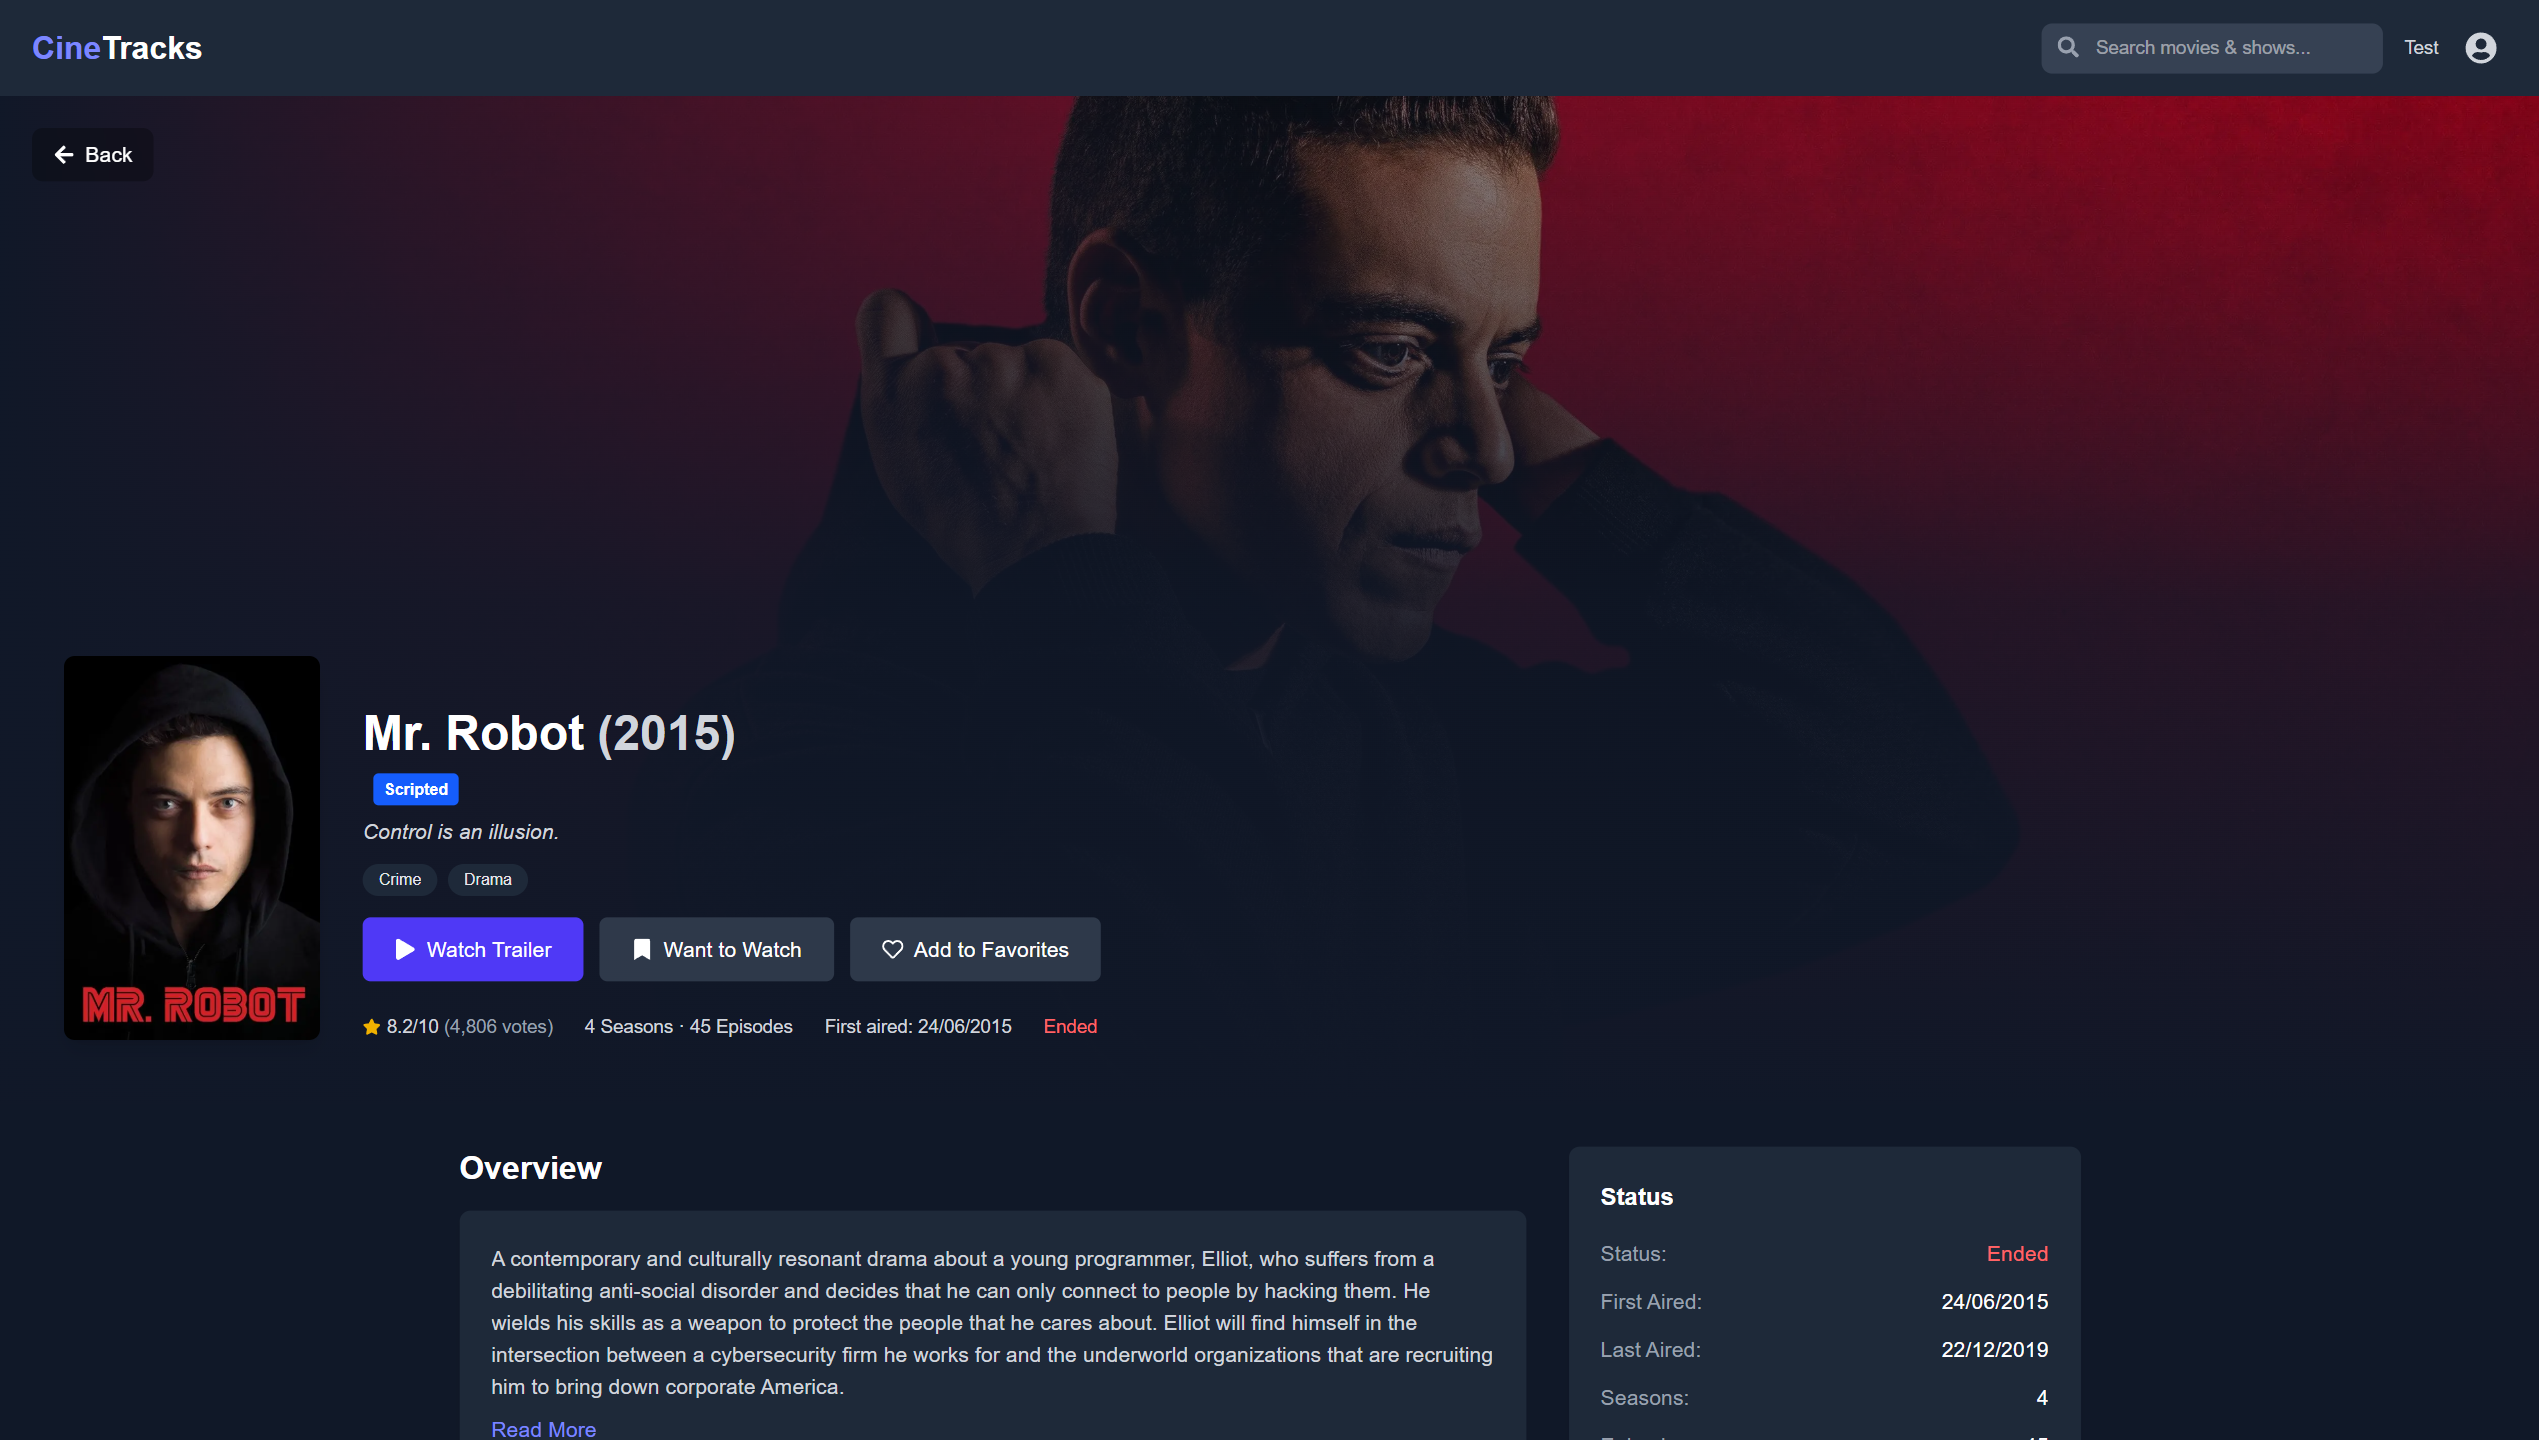 CineTracks
Search movies & shows...
Test
Back
Mr. Robot (2015)
Scripted
Control is an illusion.
Crime
Drama
Watch Trailer
Want to Watch
Add to Favorites
MR. ROBOT
8.2/10 (4,806 votes)
4 Seasons · 45 Episodes
First aired: 24/06/2015
Ended
Overview
A contemporary and culturally resonant drama about a young programmer, Elliot, who suffers from a
debilitating anti-social disorder and decides that he can only connect to people by hacking them. He
wields his skills as a weapon to protect the people that he cares about. Elliot will find himself in the
intersection between a cybersecurity firm he works for and the underworld organizations that are recruiting
him to bring down corporate America.
Read More
Status
Status: Ended
First Aired: 24/06/2015
Last Aired: 22/12/2019
Seasons: 4